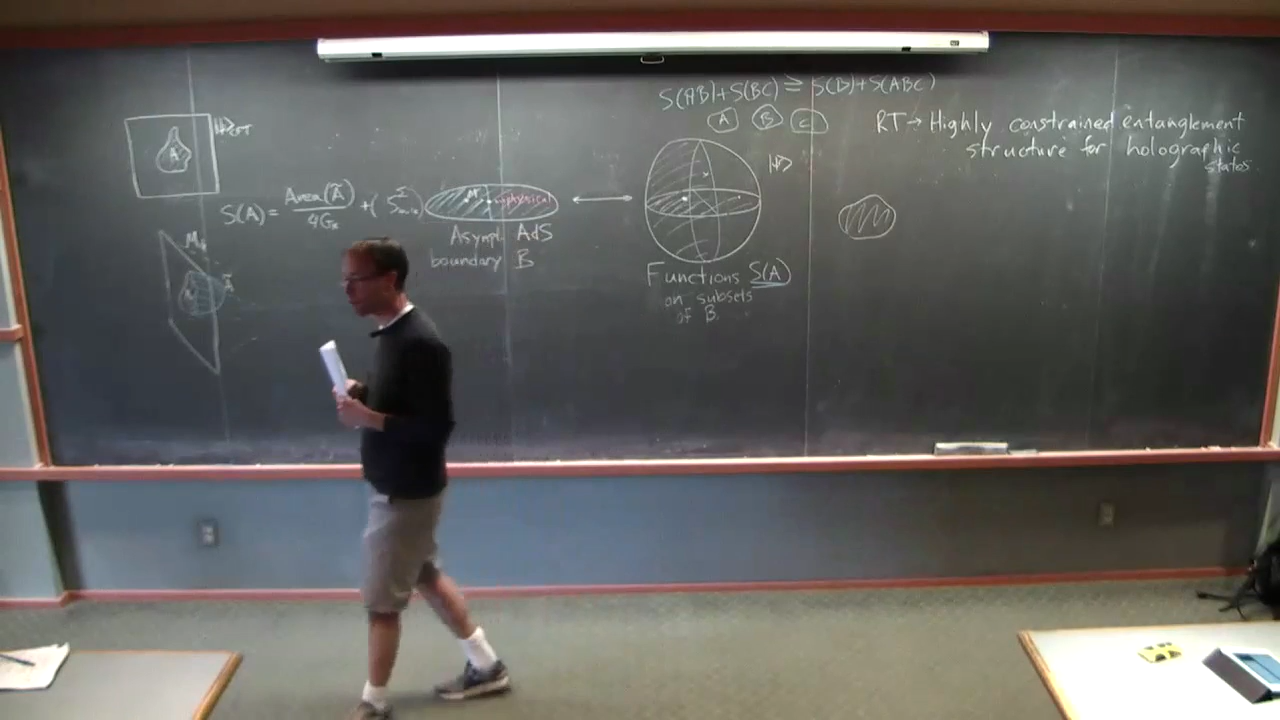 S(AB)+S(BC) ≥ S(B)+S(ABC)
A B C
RT → Highly constrained entanglement
structure for holographic
states
|Ψ⟩CFT
A
|Ψ⟩
S(A) = Area(Ã)/4G_N + (
M
unphysical
Asympt. AdS
boundary B
Ã
Functions S(A)
on subsets
of B.